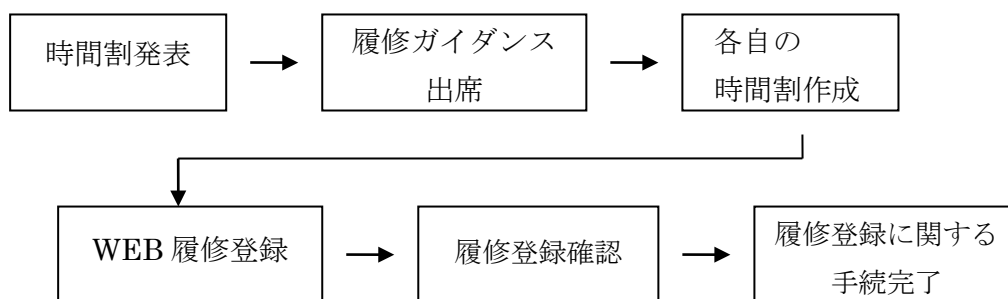 時間割発表
履修ガイダンス
出席
各自の
時間割作成
WEB 履修登録
履修登録確認
履修登録に関する
手続完了